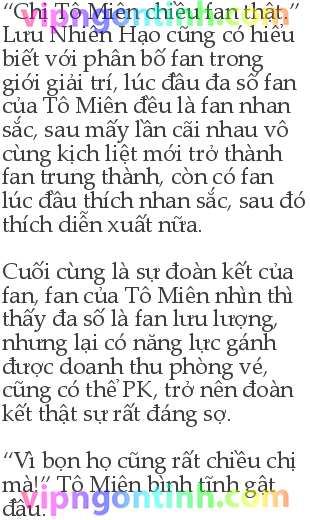 “Chị Tô Miên chiều fan thật.”
Lưu Nhiên Hạo cũng có hiểu
biết với phân bố fan trong
giới giải trí, lúc đầu đa số fan
của Tô Miên đều là fan nhan
sắc, sau mấy lần cãi nhau vô
cùng kịch liệt mới trở thành
fan trung thành, còn có fan
lúc đầu thích nhan sắc, sau đó
thích diễn xuất nữa.

Cuối cùng là sự đoàn kết của
fan, fan của Tô Miên nhìn thì
thấy đa số là fan lưu lượng,
nhưng lại có năng lực gánh
được doanh thu phòng vé,
cũng có thể PK, trở nên đoàn
kết thật sự rất đáng sợ.

“Vì bọn họ cũng rất chiều chị
mà!” Tô Miên bình tĩnh gật
đầu.
vipngontinh.com
vipngontinh.com